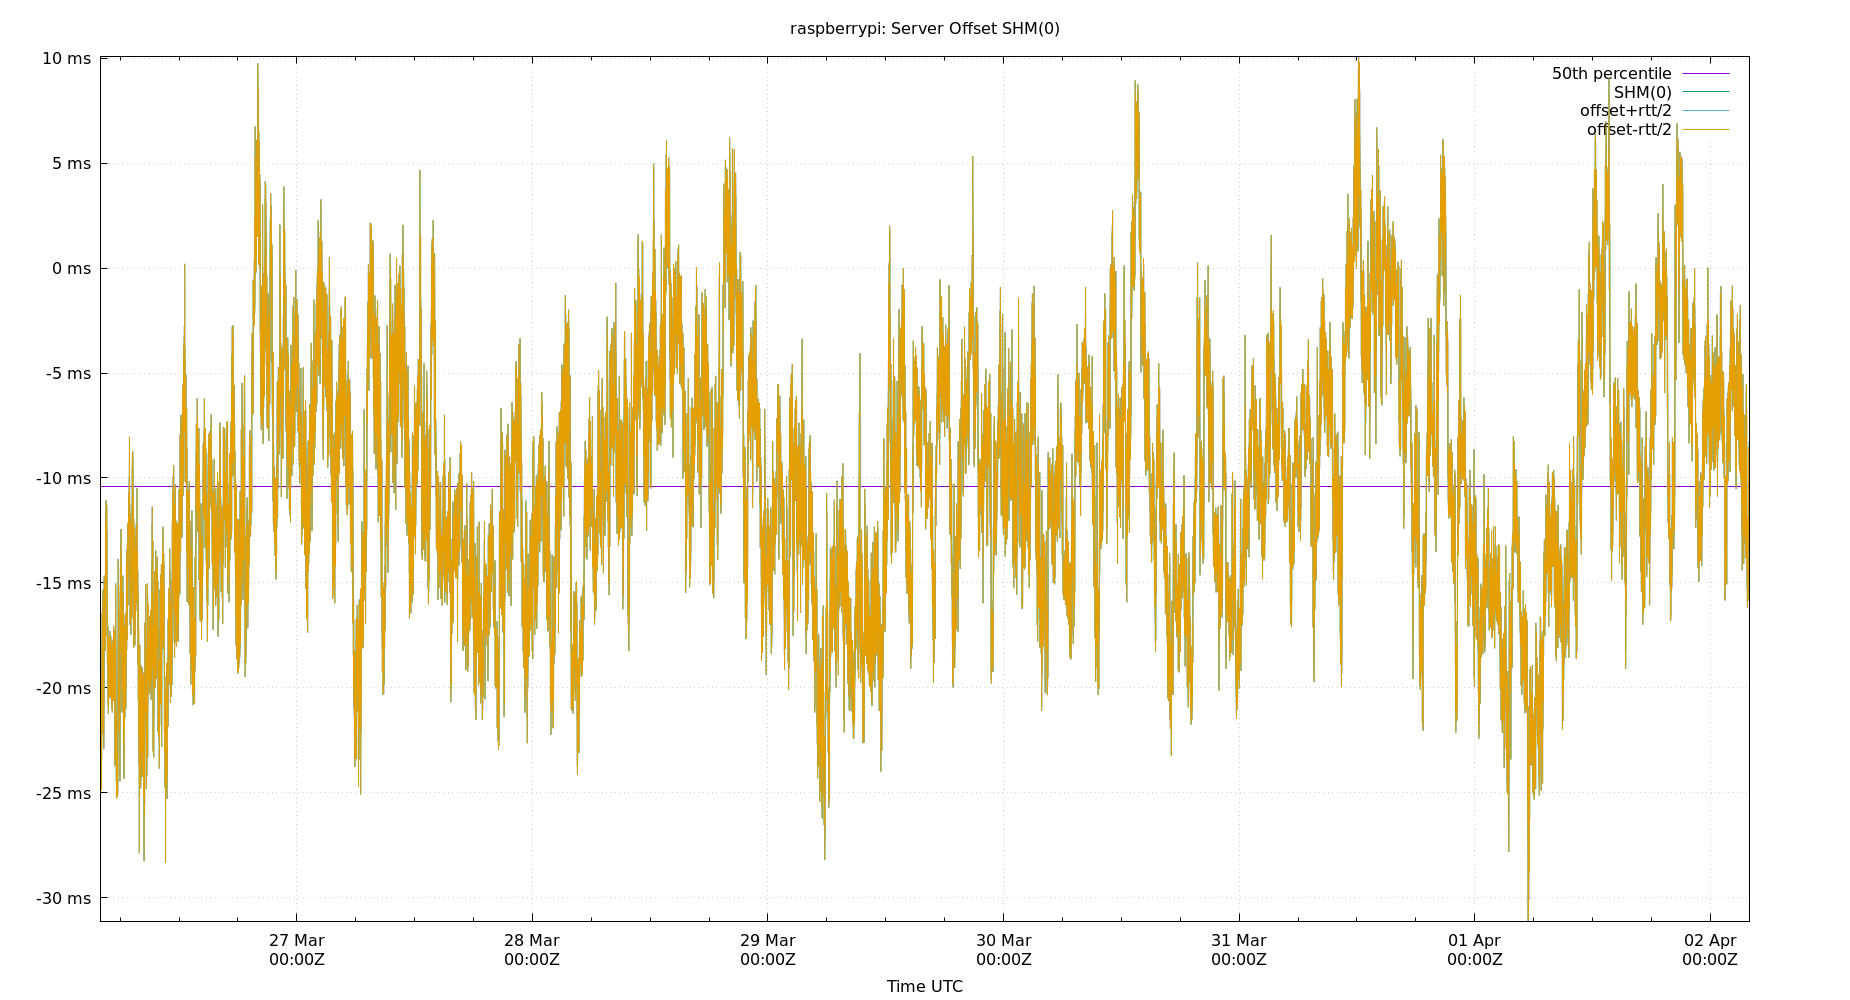 raspberrypi: Server Offset SHM(0)
10 ms
5 ms
0 ms
-5 ms
-10 ms
-15 ms
-20 ms
-25 ms
-30 ms
50th percentile
SHM(0)
offset+rtt/2
offset-rtt/2
27 Mar
00:00Z
28 Mar
00:00Z
29 Mar
00:00Z
30 Mar
00:00Z
31 Mar
00:00Z
01 Apr
00:00Z
02 Apr
00:00Z
Time UTC